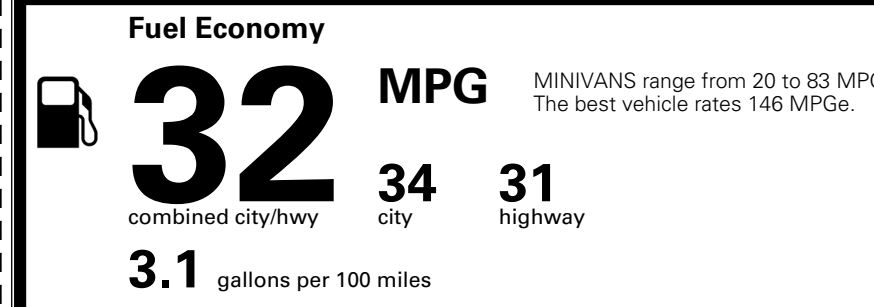 Fuel Economy
32 MPG
MINIVANS range from 20 to 83 MPG
The best vehicle rates 146 MPGe.
combined city/hwy
34 city
31 highway
3.1 gallons per 100 miles